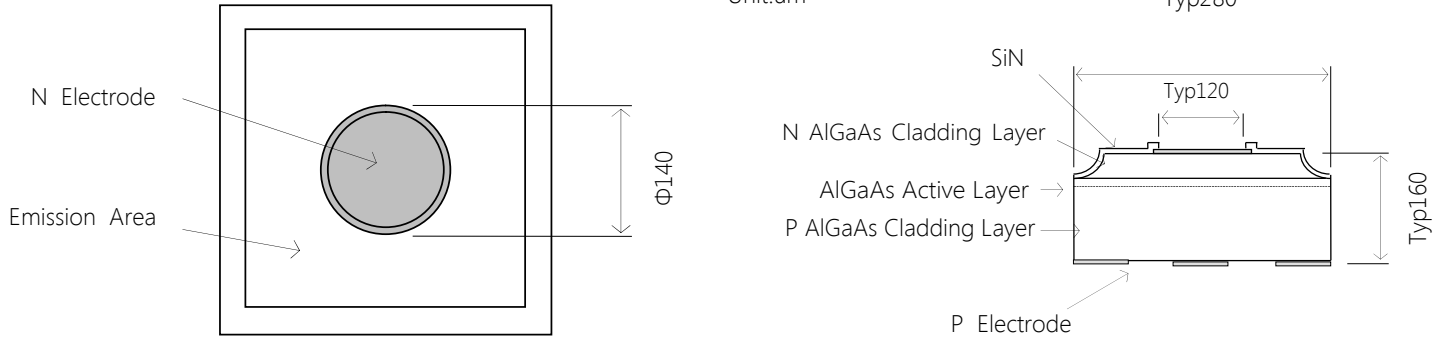 Unit:um
Typ280
SiN
N Electrode
Typ120
N AlGaAs Cladding Layer
Φ140
AlGaAs Active Layer
Typ160
Emission Area
P AlGaAs Cladding Layer
P Electrode